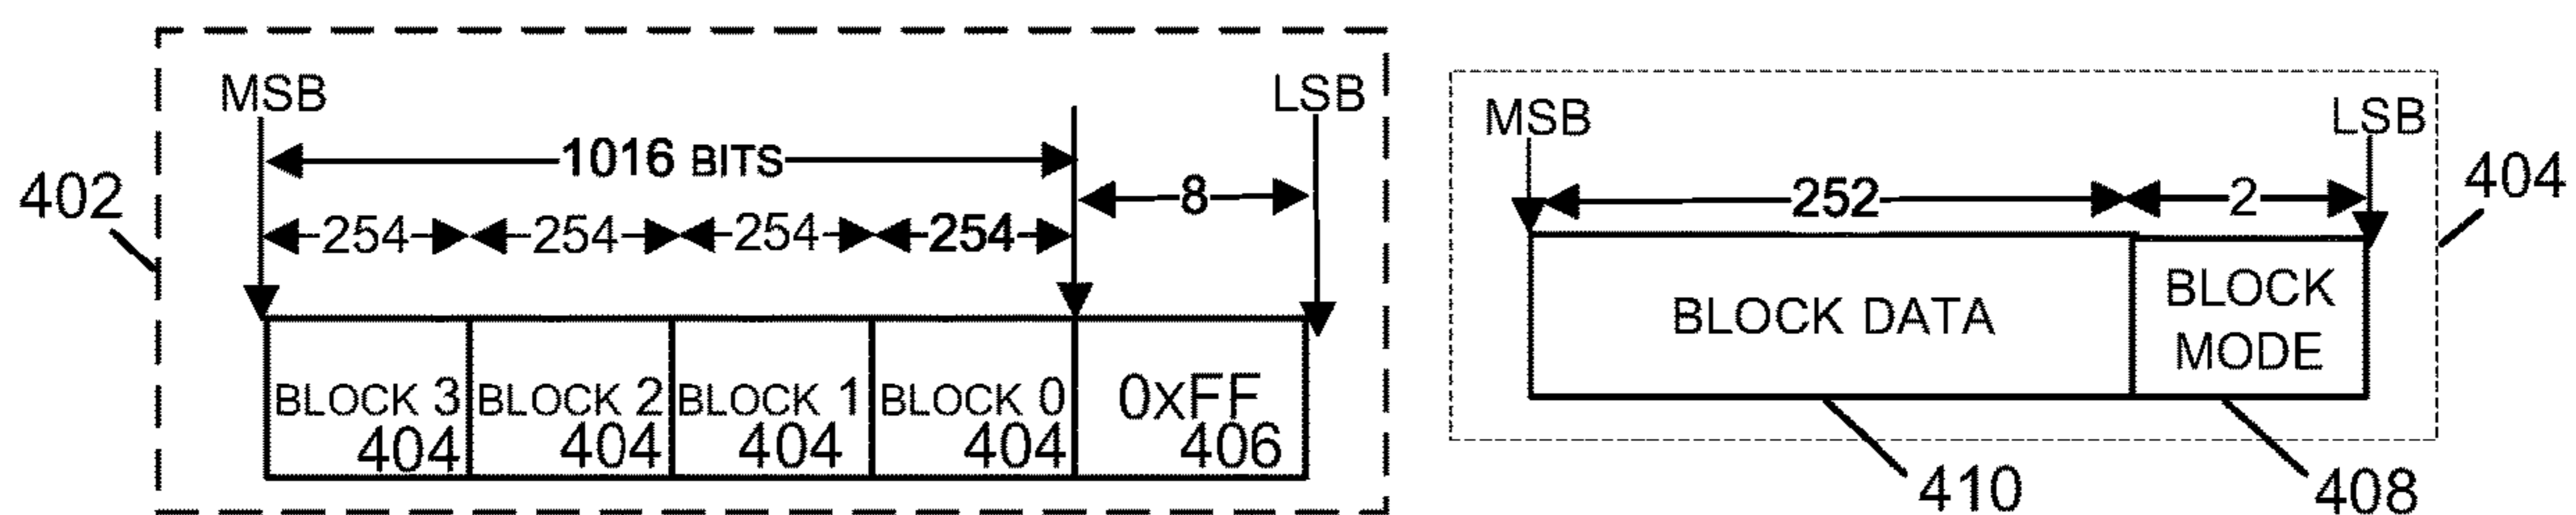 MSB
LSB
1016 BITS
8
402
254 254 254 254
BLOCK 3 BLOCK 2 BLOCK 1 BLOCK 0 0XFF
404 404 404 404 406
MSB
LSB
252 2
404
BLOCK DATA
BLOCK
MODE
410
408